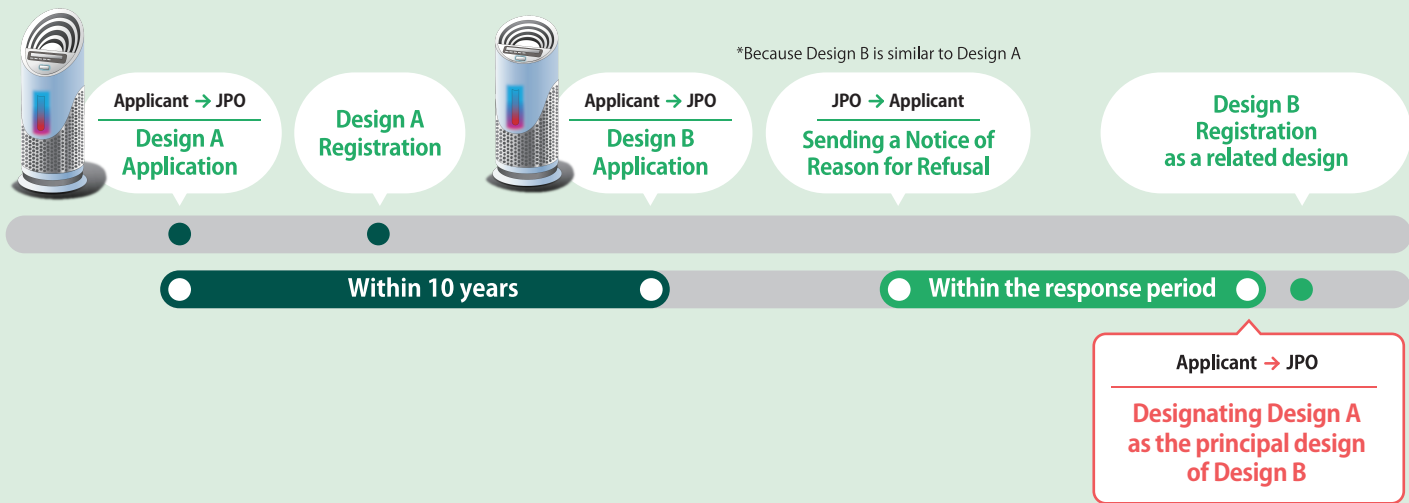 *Because Design B is similar to Design A
Applicant → JPO
Design A
Application
Design A
Registration
Applicant → JPO
Design B
Application
JPO → Applicant
Sending a Notice of
Reason for Refusal
Design B
Registration
as a related design
Within 10 years
Within the response period
Applicant → JPO
Designating Design A
as the principal design
of Design B